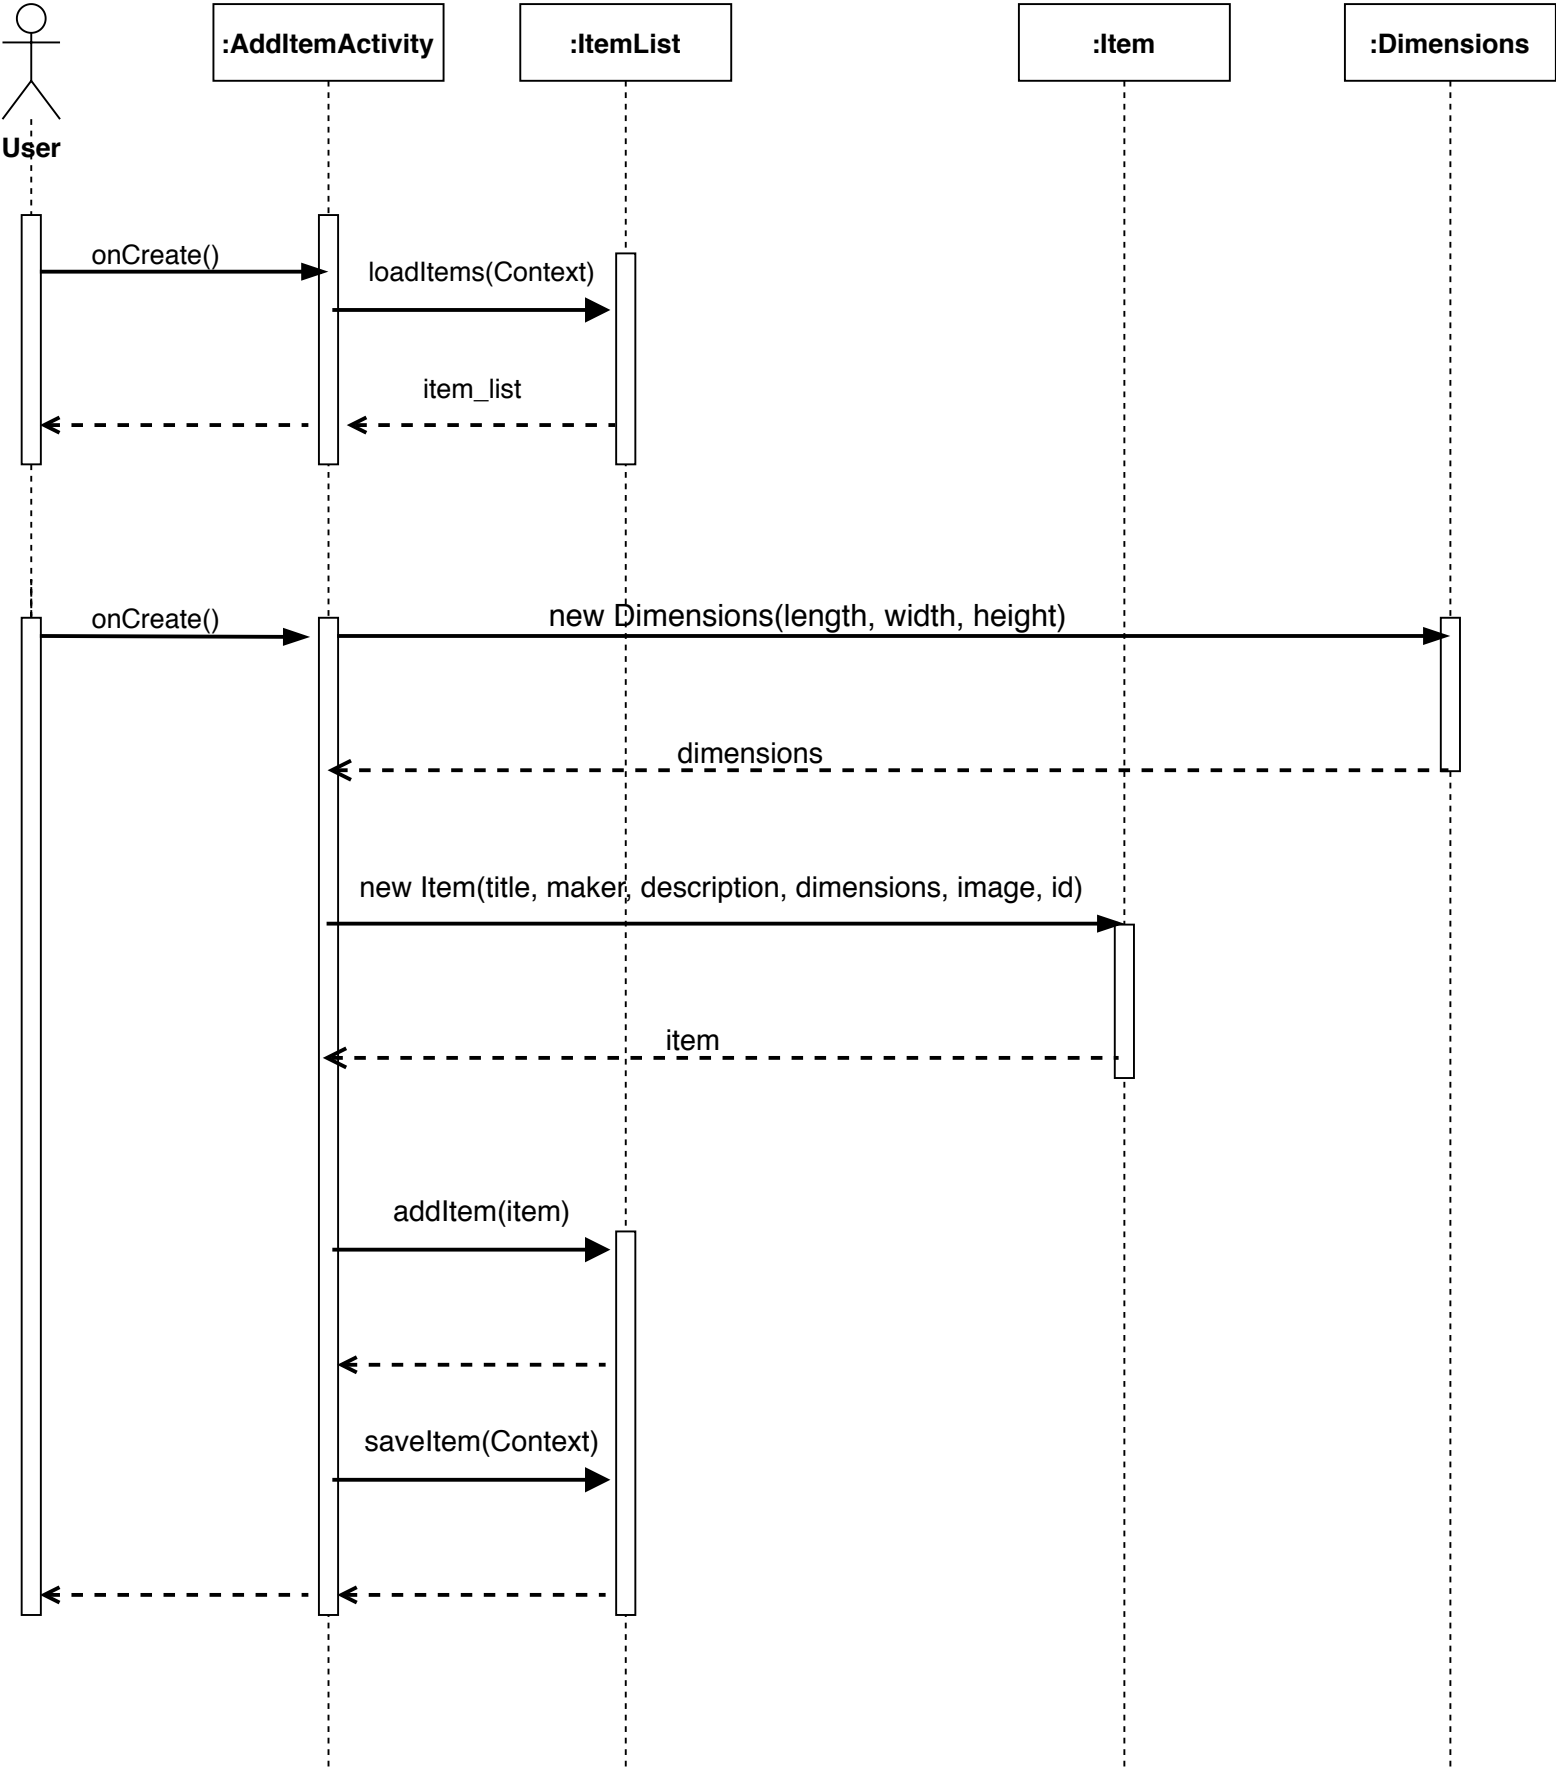 :AddItemActivity
:ItemList
:Item
:Dimensions
User
onCreate()
loadItems(Context)
item_list
onCreate()
new Dimensions(length, width, height)
dimensions
new Item(title, maker, description, dimensions, image, id)
item
addItem(item)
saveItem(Context)